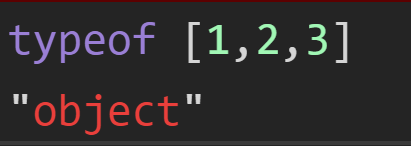 typeof [1,2,3]
"object"